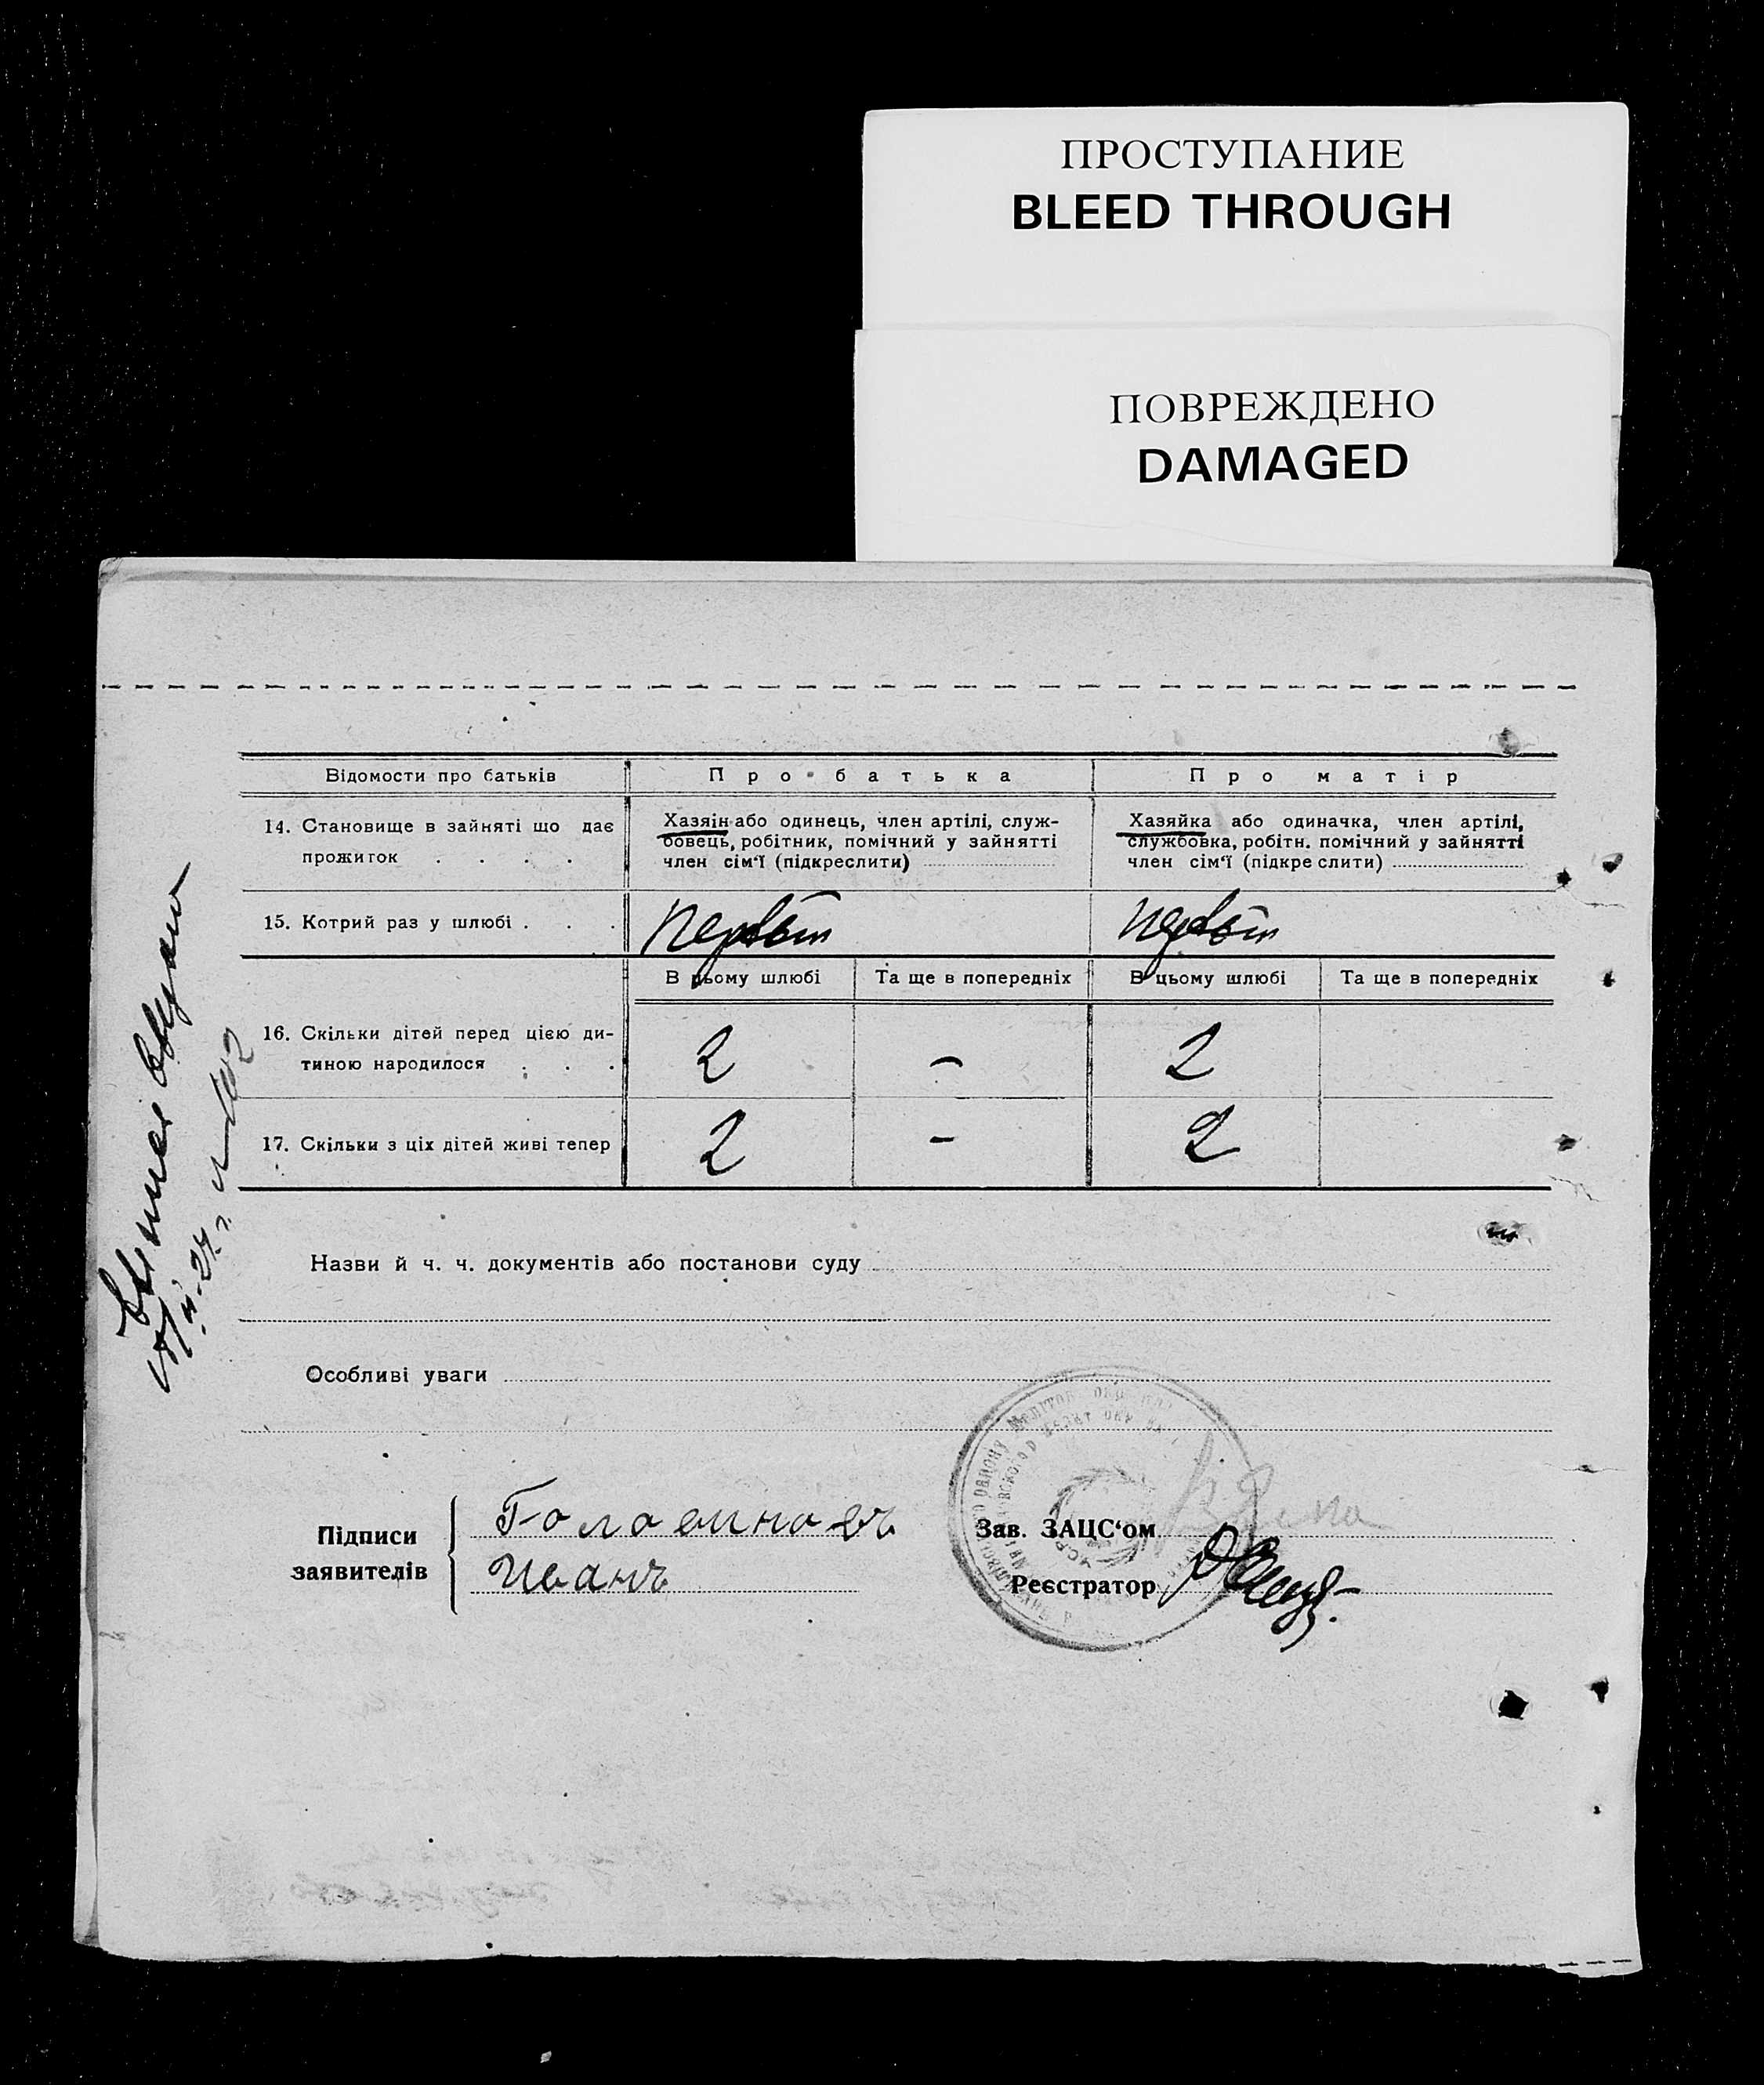 ПРОСТУПАНИЕ
BLEED THROUGH
ПОВРЕЖДЕНО
DAMAGED
Відомости про батьків
Про батька
Про матір
14. Становище в зайняті що дає
прожиток . . . .
Хазяін або одинець, член артілі, служ-
бовець, робітник, помічний у зайнятті
член сім'ї (підкреслити)
Хазяйка або одиначка, член артілі,
службовка, робітн. помічний у зайнятті
член сім'ї (підкреслити)
15. Котрий раз у шлюбі . . .
первый
первый
В цьому шлюбі
Та ще в попередніх
В цьому шлюбі
Та ще в попередніх
16. Скільки дітей перед цією ди-
тиною народилося . . .
2
–
2
17. Скільки з ціх дітей живі тепер
2
–
2
Назви й ч. ч. документів або постанови суду
Особливі уваги
Підписи
заявителів
Иванъ
Зав. ЗАЦС'ом
Реєстратор